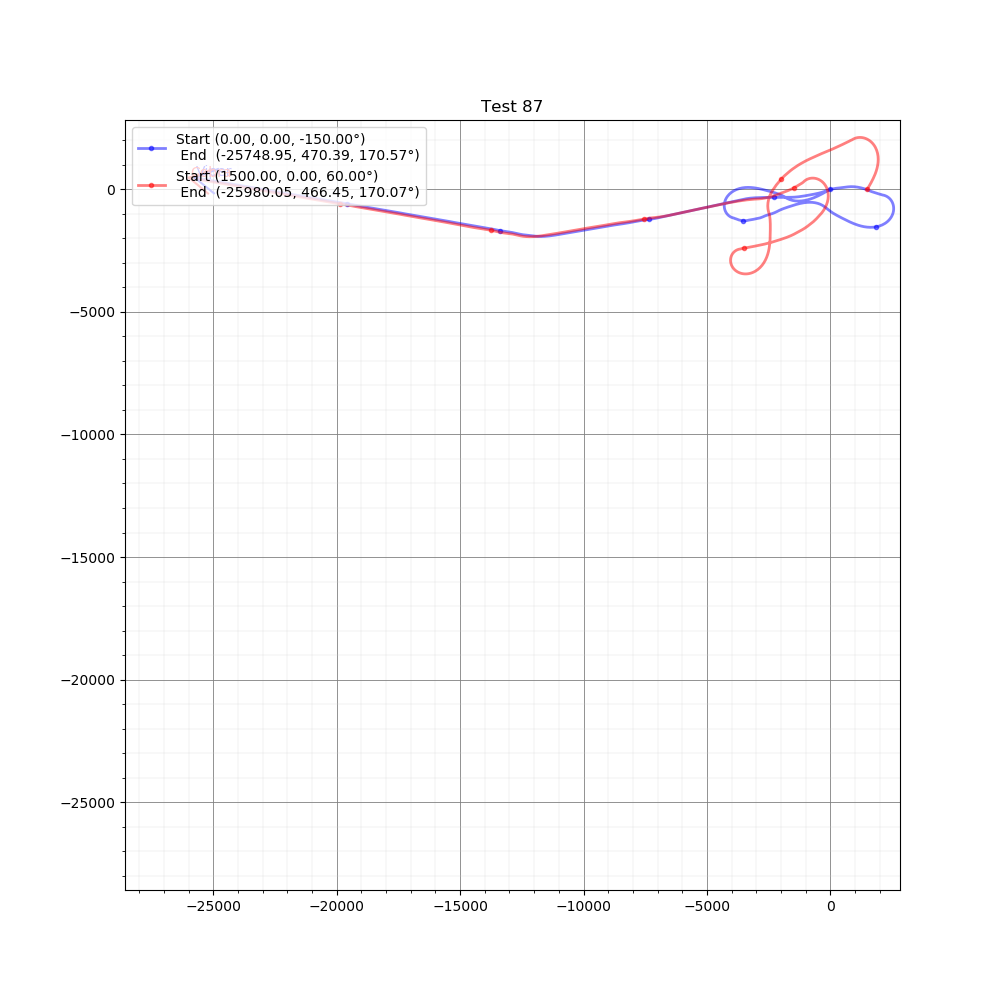 Test 87
Start (0.00, 0.00, -150.00°)
End  (-25748.95, 470.39, 170.57°)
Start (1500.00, 0.00, 60.00°)
End  (-25980.05, 466.45, 170.07°)
0
−5000
−10000
−15000
−20000
−25000
−25000 −20000 −15000 −10000 −5000 0